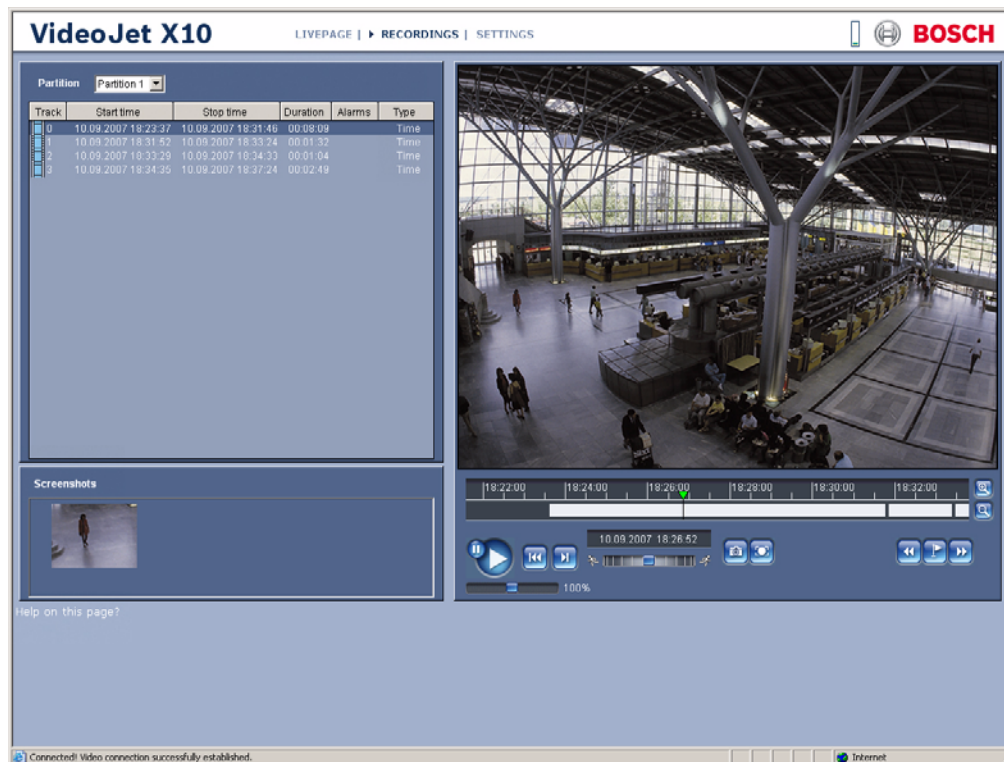 VideoJet X10
LIVEPAGE | RECORDINGS | SETTINGS
BOSCH
Partition Partition 1
Track Start time Stop time Duration Alarms Type
0 10.09.2007 18:23:37 10.09.2007 18:31:46 00:08:09 Time
1 10.09.2007 18:31:52 10.09.2007 18:33:24 00:01:32 Time
2 10.09.2007 18:33:29 10.09.2007 18:34:33 00:01:04 Time
3 10.09.2007 18:34:35 10.09.2007 18:37:24 00:02:49 Time
Screenshots
18:22:00 18:24:00 18:26:00 18:28:00 18:30:00 18:32:00
10.09.2007 18:26:52
100%
Help on this page?
Connected! Video connection successfully established.
Internet